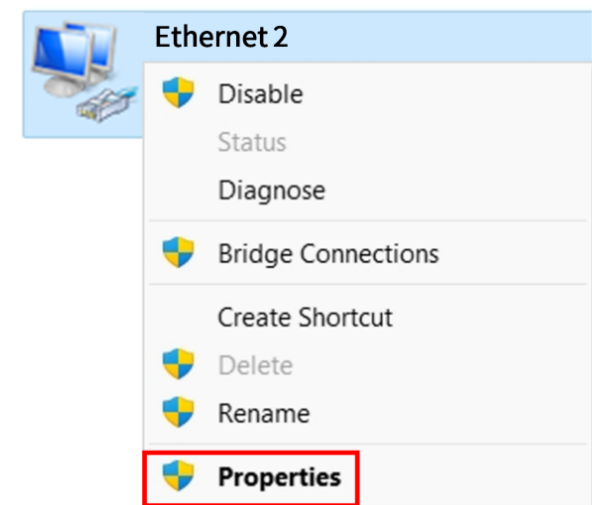 Ethernet 2
Disable
Status
Diagnose
Bridge Connections
Create Shortcut
Delete
Rename
Properties